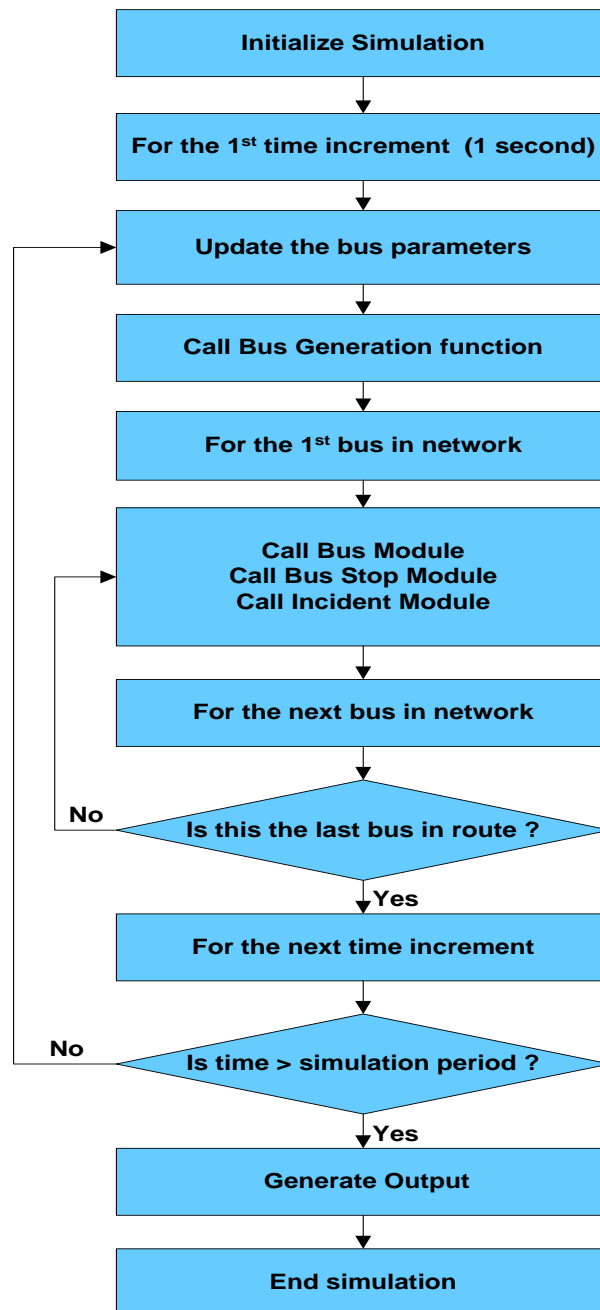 Initialize Simulation
For the 1st time increment (1 second)
Update the bus parameters
Call Bus Generation function
For the 1st bus in network
Call Bus Module
Call Bus Stop Module
Call Incident Module
For the next bus in network
No
Is this the last bus in route ?
Yes
For the next time increment
No
Is time > simulation period ?
Yes
Generate Output
End simulation